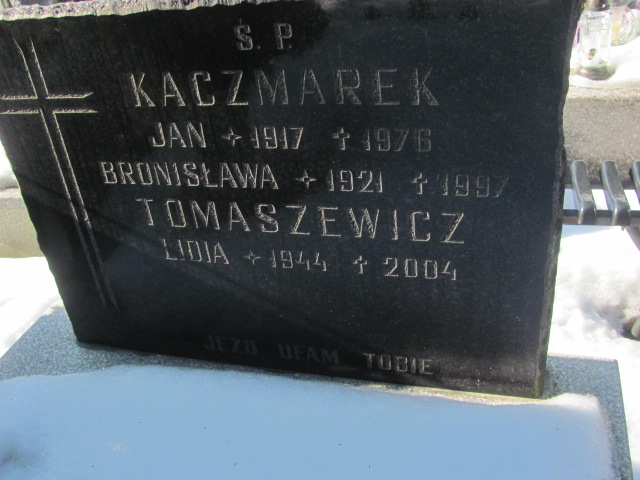 Ś. P.
KACZMAREK
JAN ✶ 1917 ✝ 1976
BRONISŁAWA ✶ 1921 ✝ 1997
TOMASZEWICZ
LIDIA ✶ 1944 ✝ 2004
JEZU UFAM TOBIE